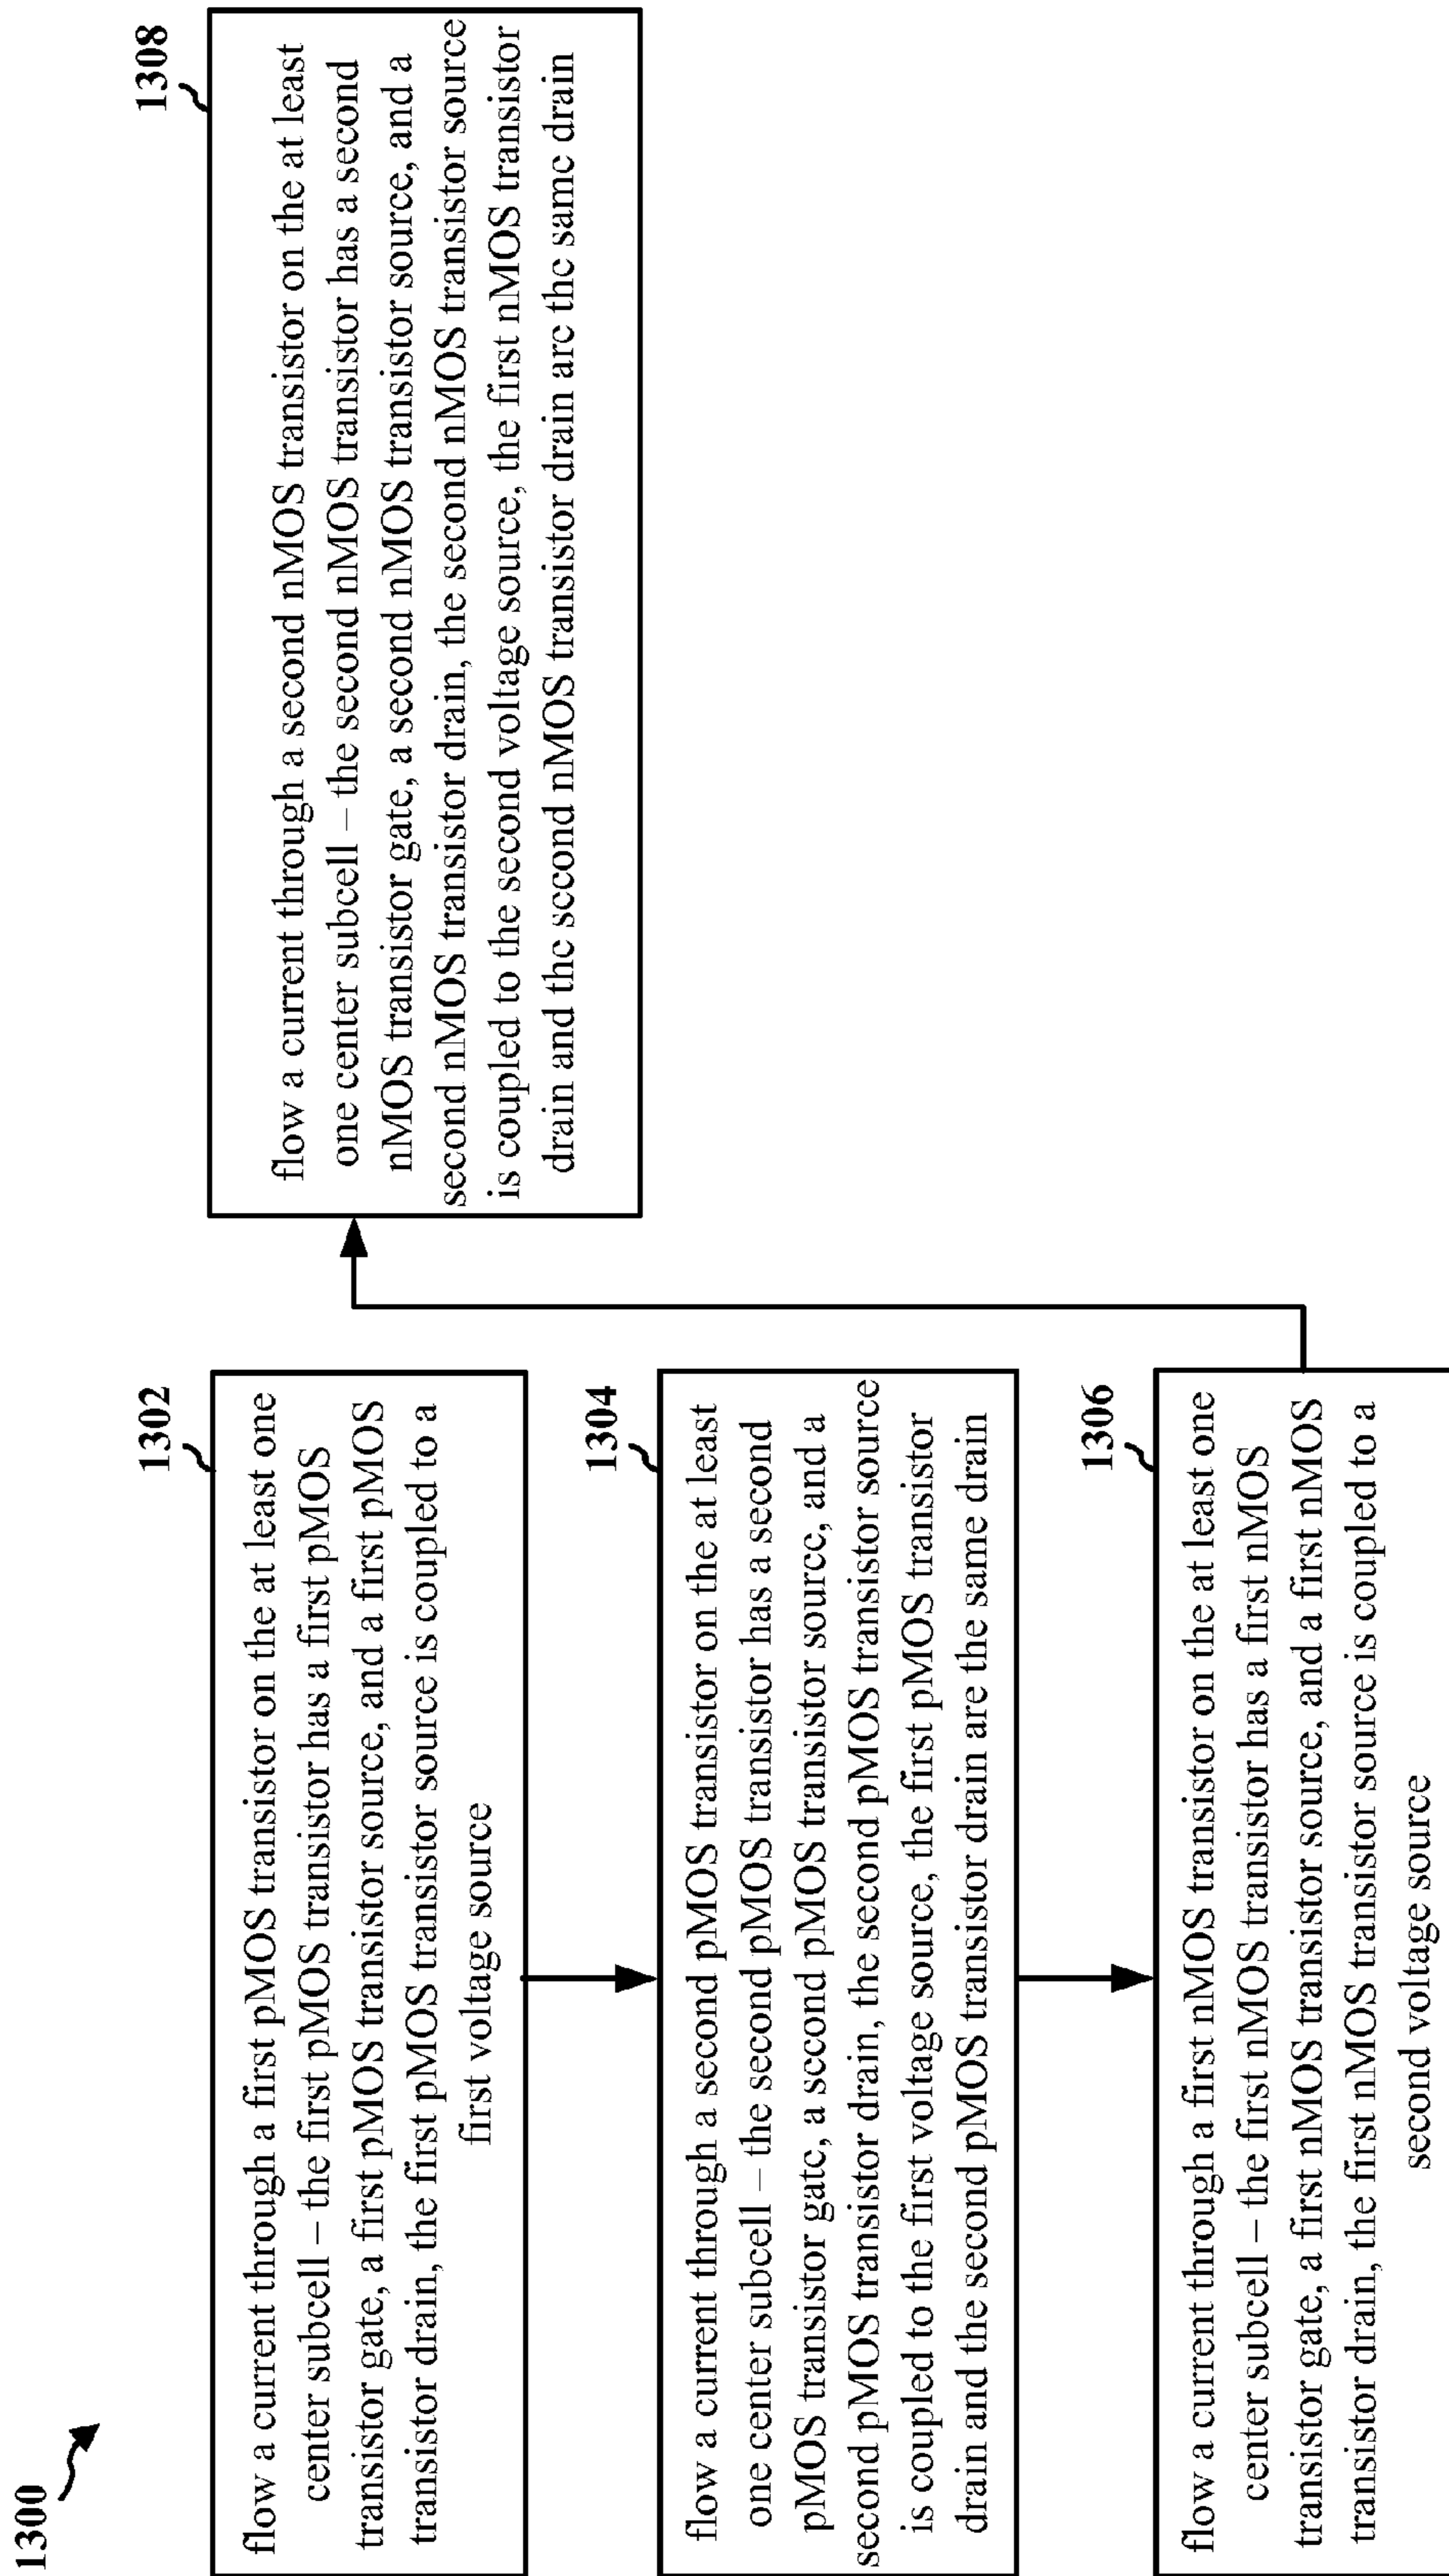 1300
1302
flow a current through a first pMOS transistor on the at least one
center subcell – the first pMOS transistor has a first pMOS
transistor gate, a first pMOS transistor source, and a first pMOS
transistor drain, the first pMOS transistor source is coupled to a
first voltage source
1304
flow a current through a second pMOS transistor on the at least
one center subcell – the second pMOS transistor has a second
pMOS transistor gate, a second pMOS transistor source, and a
second pMOS transistor drain, the second pMOS transistor source
is coupled to the first voltage source, the first pMOS transistor
drain and the second pMOS transistor drain are the same drain
1306
flow a current through a first nMOS transistor on the at least one
center subcell – the first nMOS transistor has a first nMOS
transistor gate, a first nMOS transistor source, and a first nMOS
transistor drain, the first nMOS transistor source is coupled to a
second voltage source
1308
flow a current through a second nMOS transistor on the at least
one center subcell – the second nMOS transistor has a second
nMOS transistor gate, a second nMOS transistor source, and a
second nMOS transistor drain, the second nMOS transistor source
is coupled to the second voltage source, the first nMOS transistor
drain and the second nMOS transistor drain are the same drain